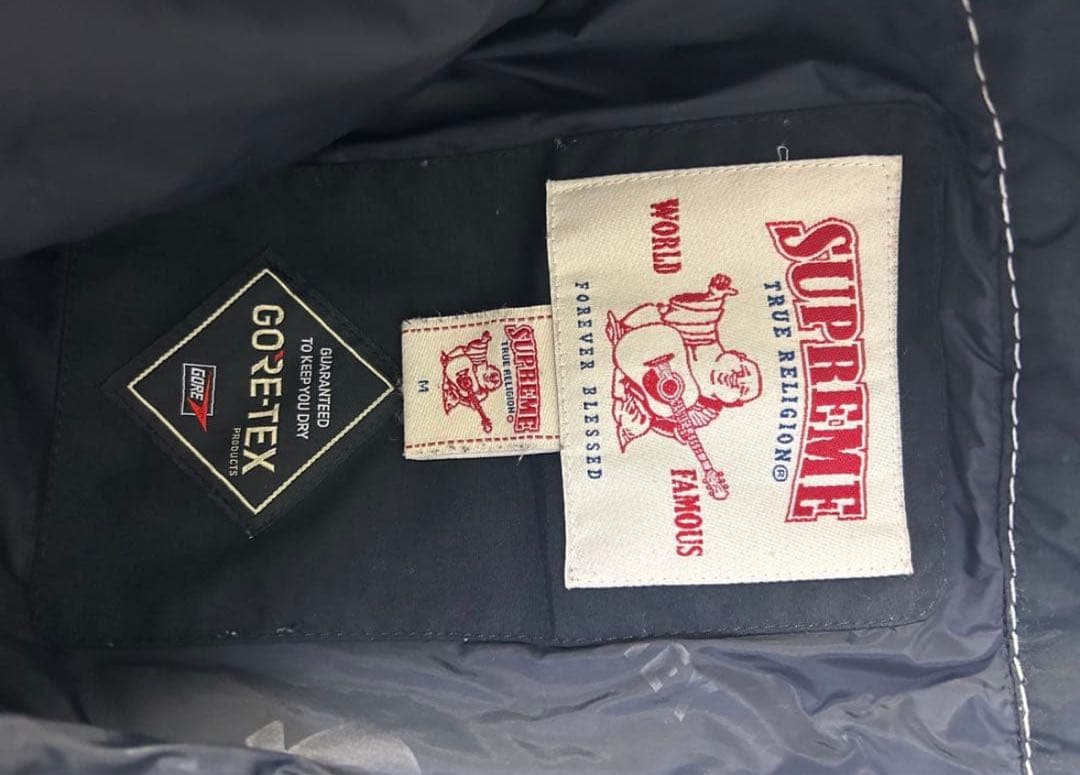 SUPREME
TRUE RELIGION®
WORLD FAMOUS
FOREVER BLESSED
SUPREME
TRUE RELIGION®
M
GUARANTEED
TO KEEP YOU DRY
GORE-TEX
PRODUCTS
GORE